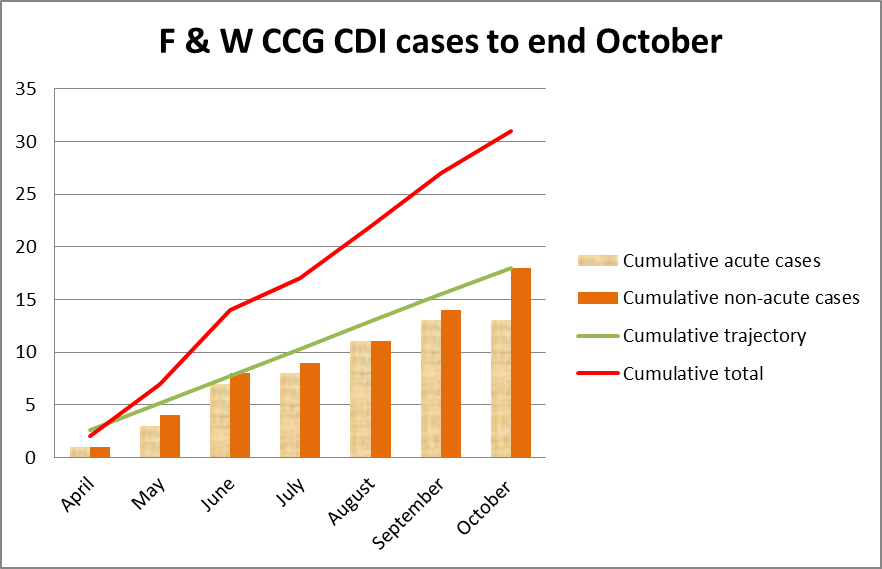 F & W CCG CDI cases to end October
35
30
25
20
15
10
5
0
April
May
June
July
August
September
October
Cumulative acute cases
Cumulative non-acute cases
Cumulative trajectory
Cumulative total